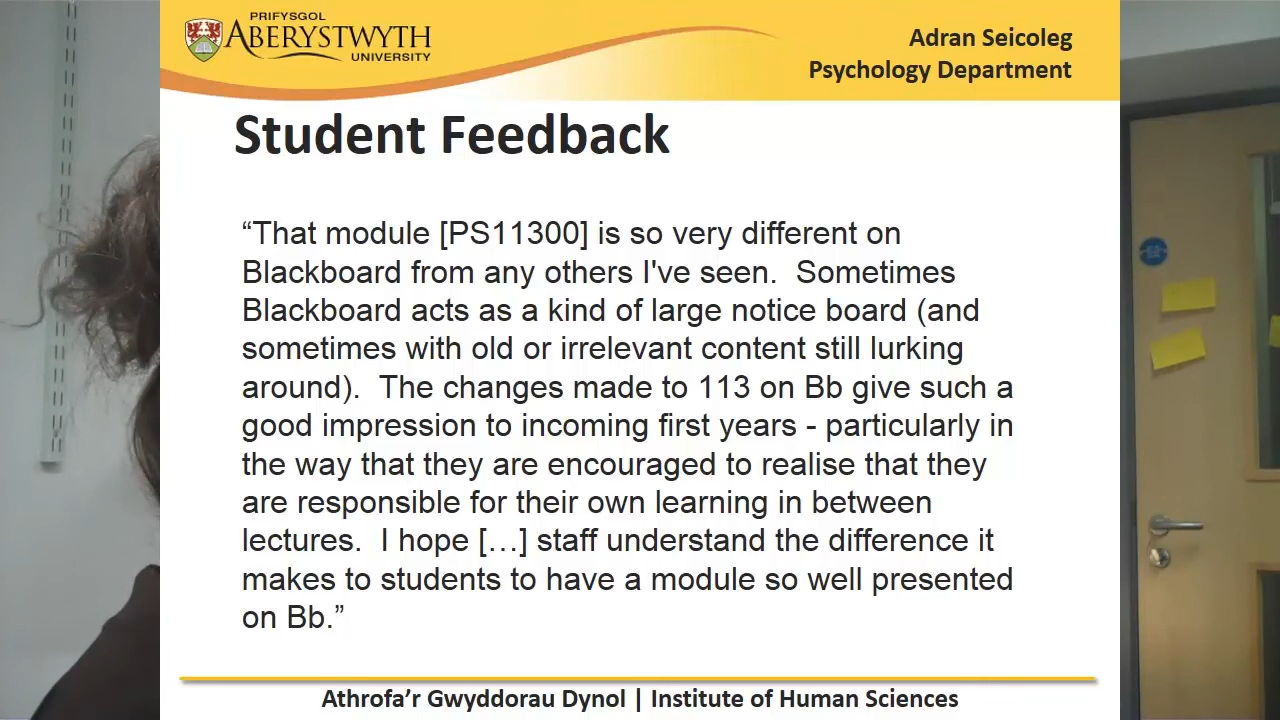 PRIFYSGOL
ABERYSTWYTH
UNIVERSITY
Adran Seicoleg
Psychology Department
Student Feedback
“That module [PS11300] is so very different on
Blackboard from any others I've seen.  Sometimes
Blackboard acts as a kind of large notice board (and
sometimes with old or irrelevant content still lurking
around).  The changes made to 113 on Bb give such a
good impression to incoming first years - particularly in
the way that they are encouraged to realise that they
are responsible for their own learning in between
lectures.  I hope […] staff understand the difference it
makes to students to have a module so well presented
on Bb.”
Athrofa’r Gwyddorau Dynol | Institute of Human Sciences